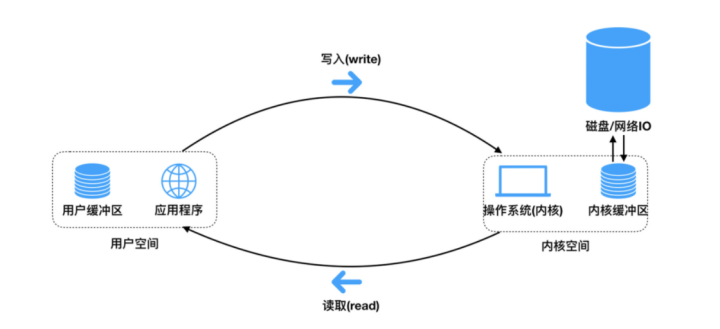 写入(write)
磁盘/网络IO
用户缓冲区
应用程序
操作系统(内核)
内核缓冲区
用户空间
内核空间
读取(read)